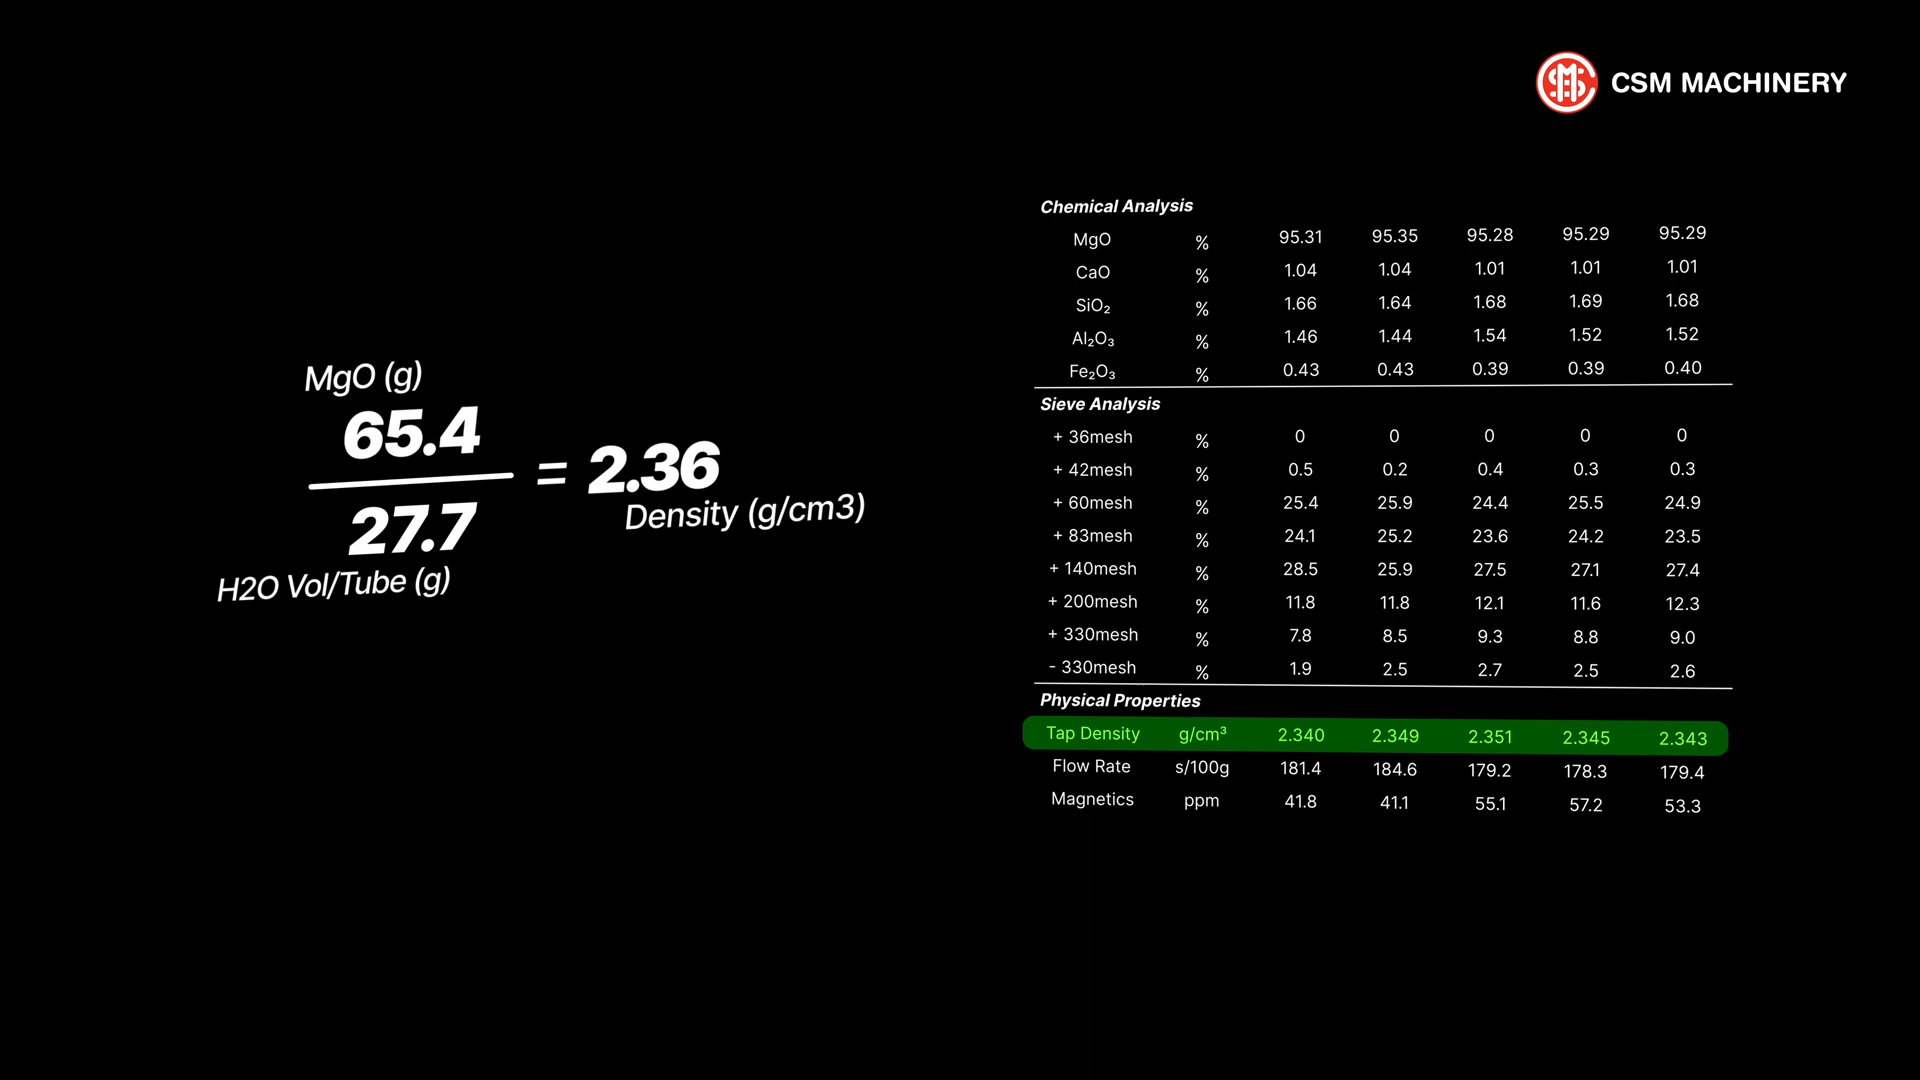 CSM MACHINERY
MgO (g)
65.4
27.7
H2O Vol/Tube (g)
= 2.36
Density (g/cm3)
Chemical Analysis
MgO % 95.31 95.35 95.28 95.29 95.29
CaO % 1.04 1.04 1.01 1.01 1.01
SiO₂ % 1.66 1.64 1.68 1.69 1.68
Al₂O₃ % 1.46 1.44 1.54 1.52 1.52
Fe₂O₃ % 0.43 0.43 0.39 0.39 0.40
Sieve Analysis
+ 36mesh % 0 0 0 0 0
+ 42mesh % 0.5 0.2 0.4 0.3 0.3
+ 60mesh % 25.4 25.9 24.4 25.5 24.9
+ 83mesh % 24.1 25.2 23.6 24.2 23.5
+ 140mesh % 28.5 25.9 27.5 27.1 27.4
+ 200mesh % 11.8 11.8 12.1 11.6 12.3
+ 330mesh % 7.8 8.5 9.3 8.8 9.0
- 330mesh % 1.9 2.5 2.7 2.5 2.6
Physical Properties
Tap Density g/cm³ 2.340 2.349 2.351 2.345 2.343
Flow Rate s/100g 181.4 184.6 179.2 178.3 179.4
Magnetics ppm 41.8 41.1 55.1 57.2 53.3